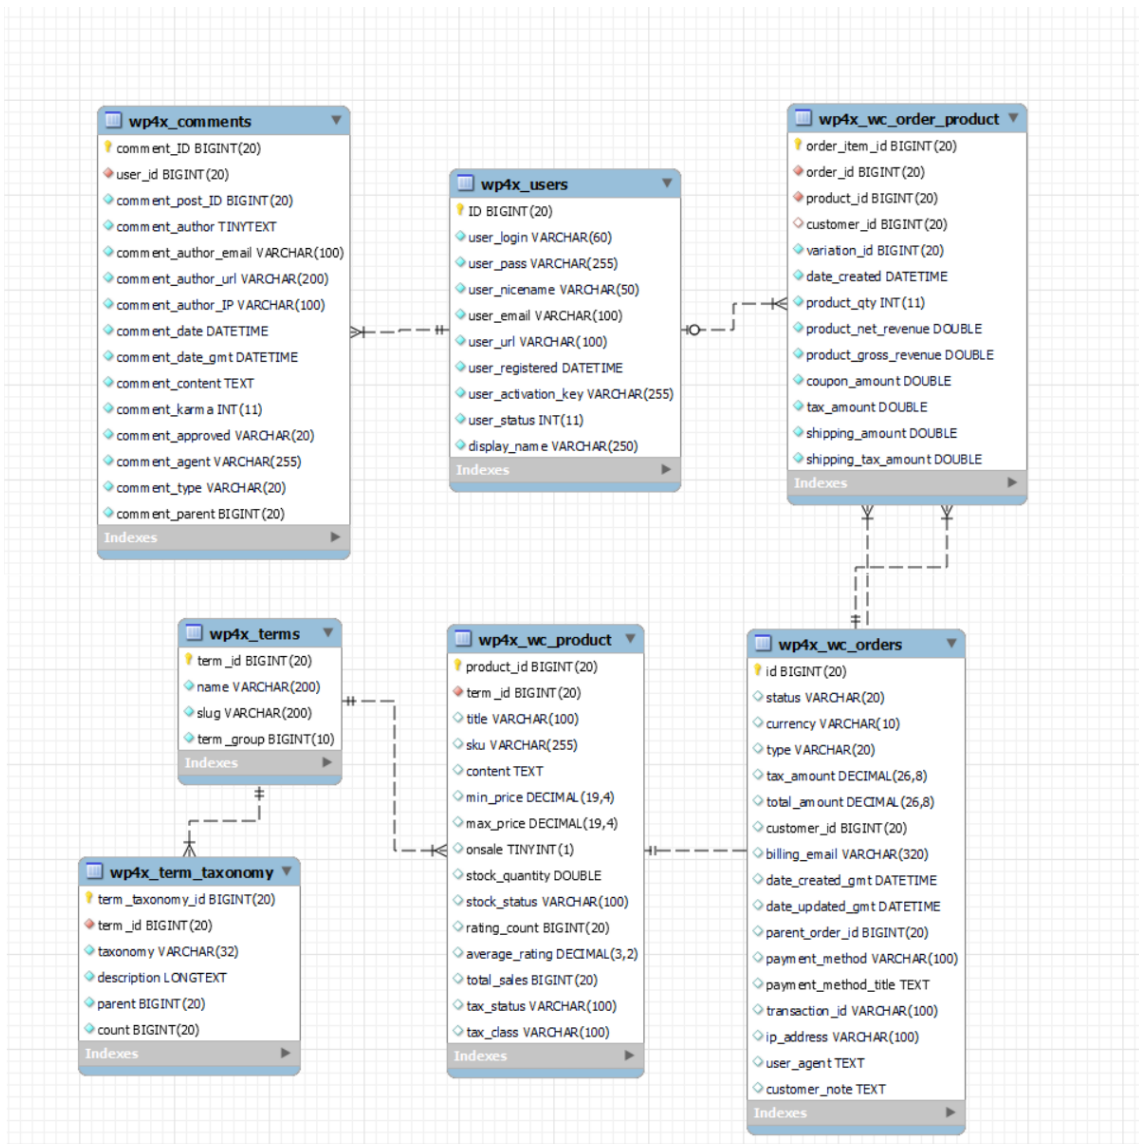 wp4x_comments
comment_ID BIGINT(20)
user_id BIGINT(20)
comment_post_ID BIGINT(20)
comment_author TINYTEXT
comment_author_email VARCHAR(100)
comment_author_url VARCHAR(200)
comment_author_IP VARCHAR(100)
comment_date DATETIME
comment_date_gmt DATETIME
comment_content TEXT
comment_karma INT(11)
comment_approved VARCHAR(20)
comment_agent VARCHAR(255)
comment_type VARCHAR(20)
comment_parent BIGINT(20)
Indexes
wp4x_users
ID BIGINT(20)
user_login VARCHAR(60)
user_pass VARCHAR(255)
user_nicename VARCHAR(50)
user_email VARCHAR(100)
user_url VARCHAR(100)
user_registered DATETIME
user_activation_key VARCHAR(255)
user_status INT(11)
display_name VARCHAR(250)
Indexes
wp4x_wc_order_product
order_item_id BIGINT(20)
order_id BIGINT(20)
product_id BIGINT(20)
customer_id BIGINT(20)
variation_id BIGINT(20)
date_created DATETIME
product_qty INT(11)
product_net_revenue DOUBLE
product_gross_revenue DOUBLE
coupon_amount DOUBLE
tax_amount DOUBLE
shipping_amount DOUBLE
shipping_tax_amount DOUBLE
Indexes
wp4x_terms
term_id BIGINT(20)
name VARCHAR(200)
slug VARCHAR(200)
term_group BIGINT(10)
Indexes
wp4x_term_taxonomy
term_taxonomy_id BIGINT(20)
term_id BIGINT(20)
taxonomy VARCHAR(32)
description LONGTEXT
parent BIGINT(20)
count BIGINT(20)
Indexes
wp4x_wc_product
product_id BIGINT(20)
term_id BIGINT(20)
title VARCHAR(100)
sku VARCHAR(255)
content TEXT
min_price DECIMAL(19,4)
max_price DECIMAL(19,4)
onsale TINYINT(1)
stock_quantity DOUBLE
stock_status VARCHAR(100)
rating_count BIGINT(20)
average_rating DECIMAL(3,2)
total_sales BIGINT(20)
tax_status VARCHAR(100)
tax_class VARCHAR(100)
Indexes
wp4x_wc_orders
id BIGINT(20)
status VARCHAR(20)
currency VARCHAR(10)
type VARCHAR(20)
tax_amount DECIMAL(26,8)
total_amount DECIMAL(26,8)
customer_id BIGINT(20)
billing_email VARCHAR(320)
date_created_gmt DATETIME
date_updated_gmt DATETIME
parent_order_id BIGINT(20)
payment_method VARCHAR(100)
payment_method_title TEXT
transaction_id VARCHAR(100)
ip_address VARCHAR(100)
user_agent TEXT
customer_note TEXT
Indexes